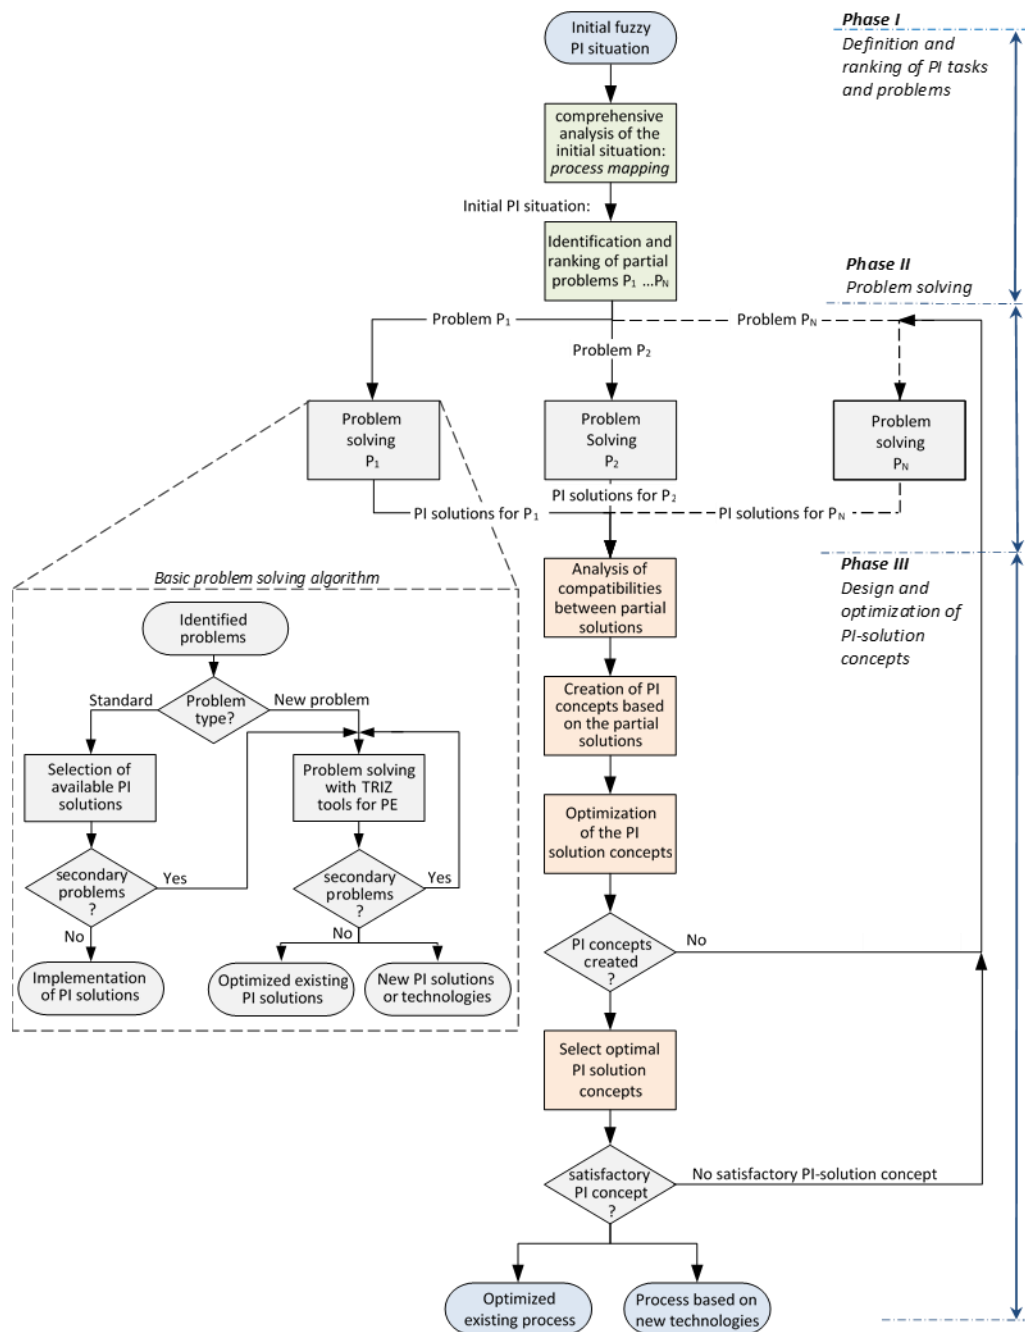 Initial fuzzy
PI situation
Phase I
Definition and
ranking of PI tasks
and problems
comprehensive
analysis of the
initial situation:
process mapping
Initial PI situation:
Identification and
ranking of partial
problems P₁ ...Pₙ
Phase II
Problem solving
Problem P₁
Problem P₂
Problem Pₙ
Problem
solving
P₁
Problem
Solving
P₂
Problem
solving
Pₙ
PI solutions for P₁
PI solutions for P₂
PI solutions for Pₙ
Phase III
Design and
optimization of
PI-solution
concepts
Analysis of
compatibilities
between partial
solutions
Creation of PI
concepts based
on the partial
solutions
Optimization
of the PI
solution concepts
PI concepts
created
?
No
Select optimal
PI solution
concepts
satisfactory
PI concept
?
No satisfactory PI-solution concept
Optimized
existing process
Process based on
new technologies
Basic problem solving algorithm
Identified
problems
Problem
type?
Standard
New problem
Selection of
available PI
solutions
Problem solving
with TRIZ
tools for PE
secondary
problems
?
Yes
No
secondary
problems
?
Yes
No
Implementation
of PI solutions
Optimized existing
PI solutions
New PI solutions
or technologies